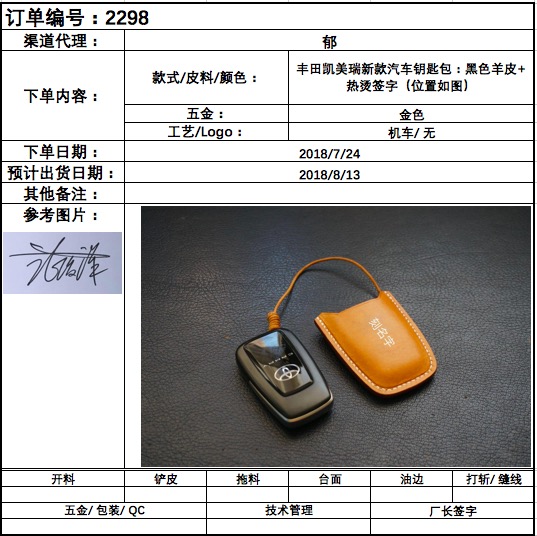 订单编号：2298
渠道代理：
郁
下单内容：
款式/皮料/颜色：
丰田凯美瑞新款汽车钥匙包：黑色羊皮+
热烫签字（位置如图）
五金：
金色
工艺/Logo：
机车/ 无
下单日期：
2018/7/24
预计出货日期：
2018/8/13
其他备注：
参考图片：
刻名字
开料
铲皮
拖料
台面
油边
打斩/ 缝线
五金/ 包装/ QC
技术管理
厂长签字